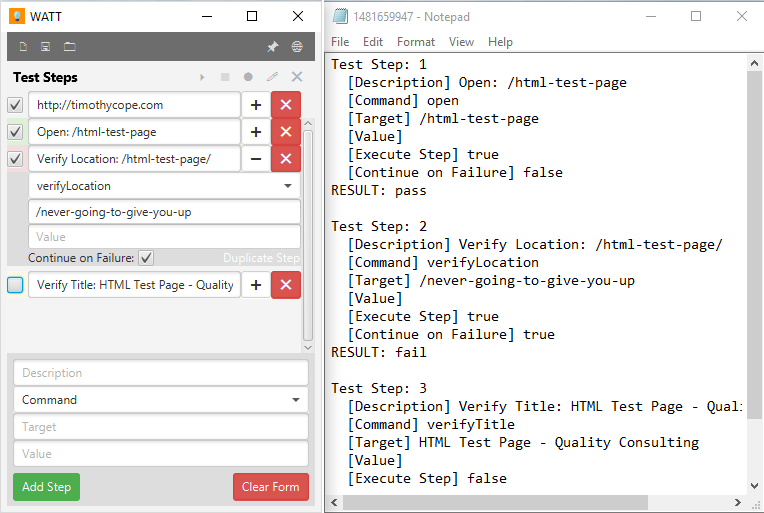 WATT
Test Steps
http://timothycope.com
Open: /html-test-page
Verify Location: /html-test-page/
verifyLocation
/never-going-to-give-you-up
Value
Continue on Failure:
Duplicate Step
Verify Title: HTML Test Page - Quality
Description
Command
Target
Value
Add Step
Clear Form
1481659947 - Notepad
File Edit Format View Help
Test Step: 1
[Description] Open: /html-test-page
[Command] open
[Target] /html-test-page
[Value]
[Execute Step] true
[Continue on Failure] false
RESULT: pass
Test Step: 2
[Description] Verify Location: /html-test-page/
[Command] verifyLocation
[Target] /never-going-to-give-you-up
[Value]
[Execute Step] true
[Continue on Failure] true
RESULT: fail
Test Step: 3
[Description] Verify Title: HTML Test Page - Quali
[Command] verifyTitle
[Target] HTML Test Page - Quality Consulting
[Value]
[Execute Step] false